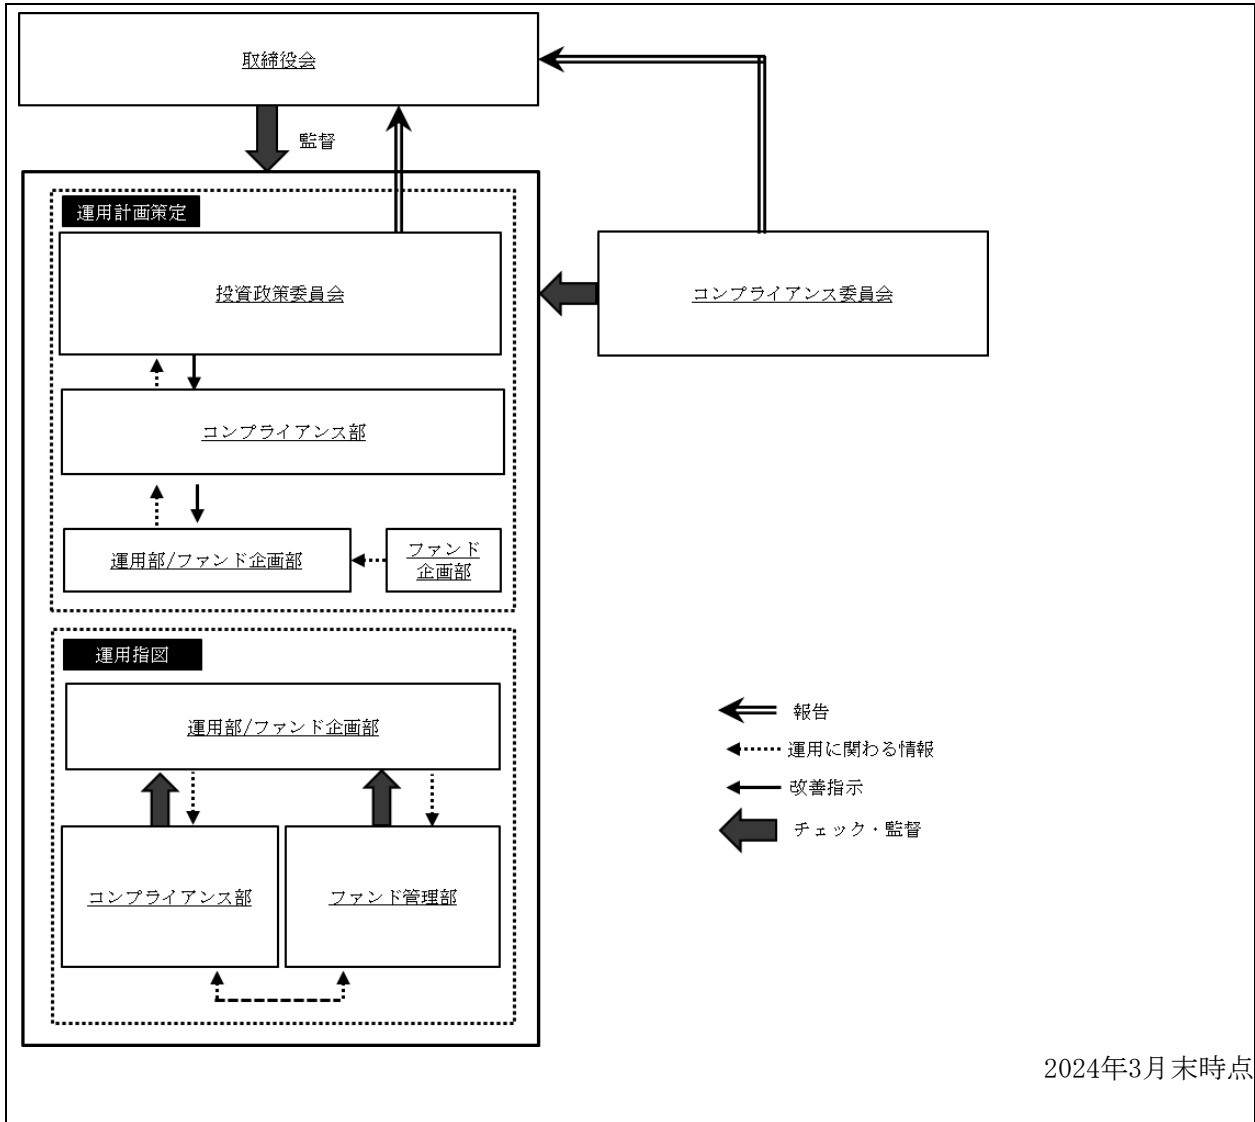 取締役会
監督
運用計画策定
投資政策委員会
コンプライアンス委員会
コンプライアンス部
運用部/ファンド企画部
ファンド
企画部
運用指図
運用部/ファンド企画部
コンプライアンス部
ファンド管理部
報告
運用に関わる情報
改善指示
チェック・監督
2024年3月末時点